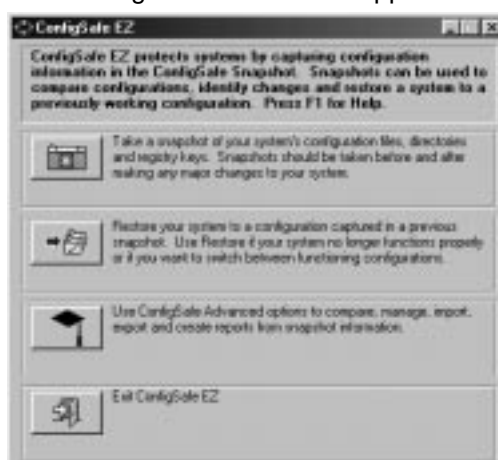 ConfigSafe EZ
ConfigSafe EZ protects systems by capturing configuration
information in the ConfigSafe Snapshot. Snapshots can be used to
compare configurations, identify changes and restore a system to a
previously working configuration. Press F1 for Help.
Take a snapshot of your system's configuration files, directories
and registry keys. Snapshots should be taken before and after
making any major changes to your system.
Restore your system to a configuration captured in a previous
snapshot. Use Restore if your system no longer functions properly
or if you want to switch between functioning configurations.
Use ConfigSafe Advanced options to compare, manage, import,
export and create reports from snapshot information.
Exit ConfigSafe EZ